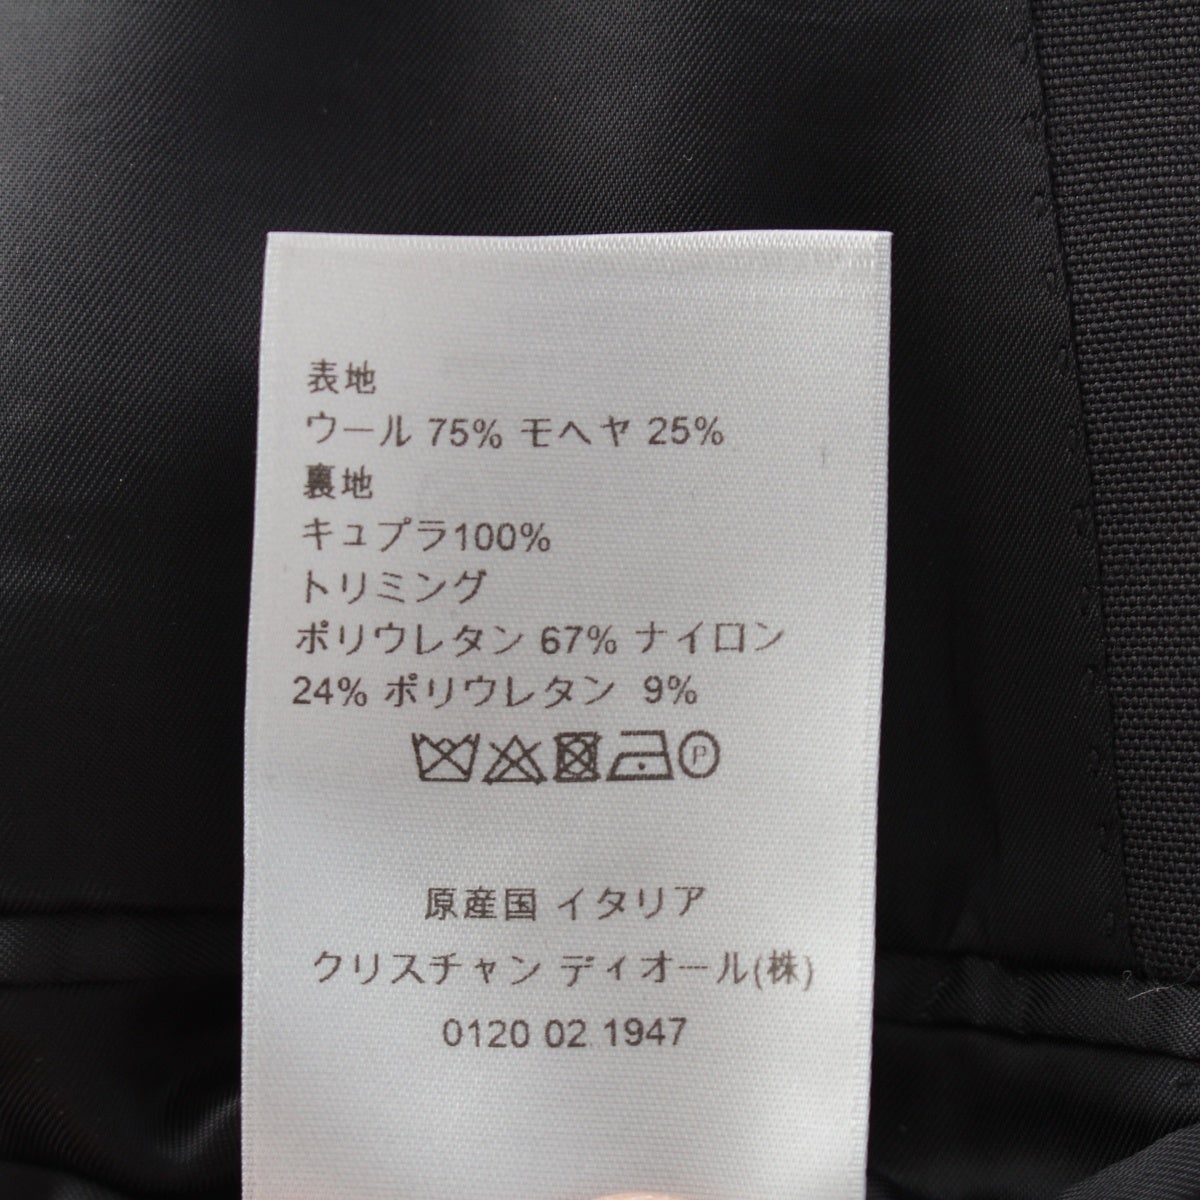 表地
ウール 75% モヘヤ 25%
裏地
キュプラ100%
トリミング
ポリウレタン 67% ナイロン
24% ポリウレタン 9%
P
原産国 イタリア
クリスチャン ディオール(株)
0120 02 1947